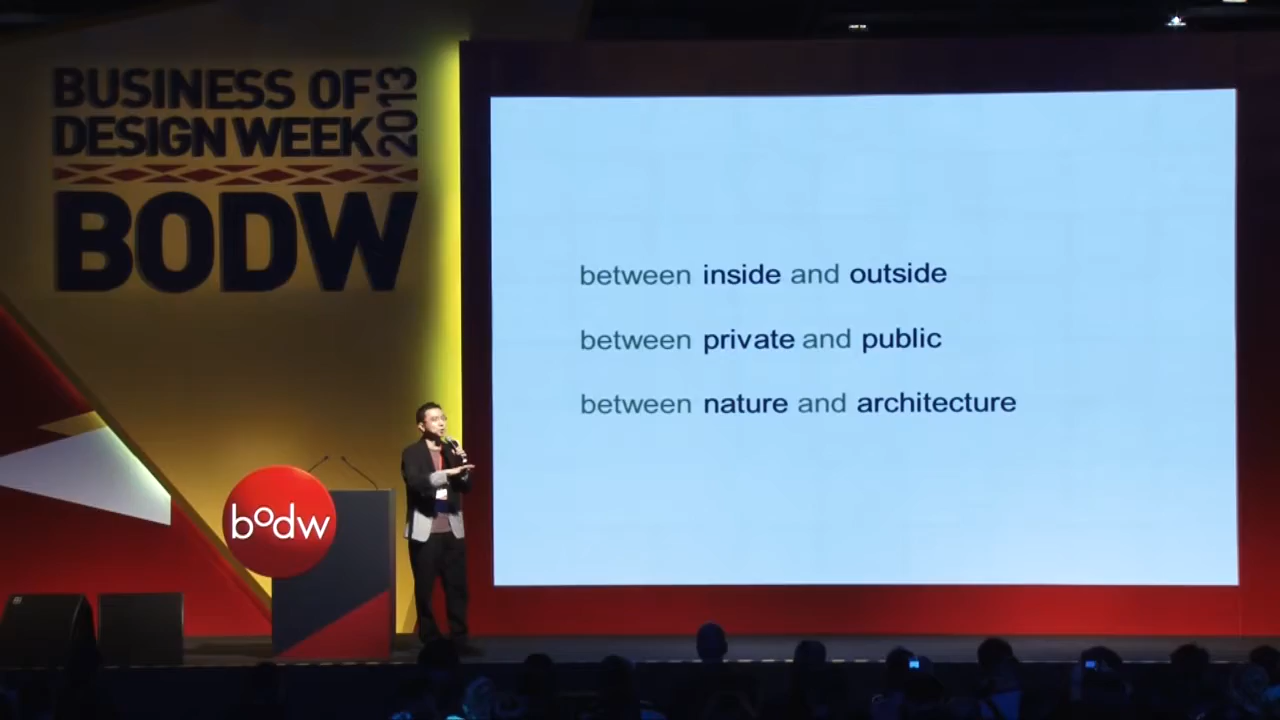 BUSINESS OF
DESIGN WEEK
2013
BODW
between inside and outside
between private and public
between nature and architecture
bodw